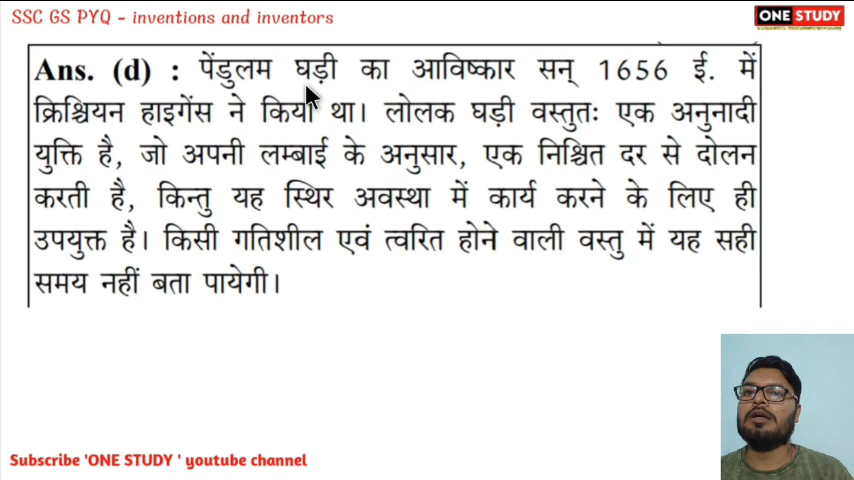 SSC GS PYQ - inventions and inventors
ONE STUDY
Ans. (d) : पेंडुलम घड़ी का आविष्कार सन् 1656 ई. में
क्रिश्चियन हाइगेंस ने किया था। लोलक घड़ी वस्तुतः एक अनुनादी
युक्ति है, जो अपनी लम्बाई के अनुसार, एक निश्चित दर से दोलन
करती है, किन्तु यह स्थिर अवस्था में कार्य करने के लिए ही
उपयुक्त है। किसी गतिशील एवं त्वरित होने वाली वस्तु में यह सही
समय नहीं बता पायेगी।
Subscribe 'ONE STUDY ' youtube channel